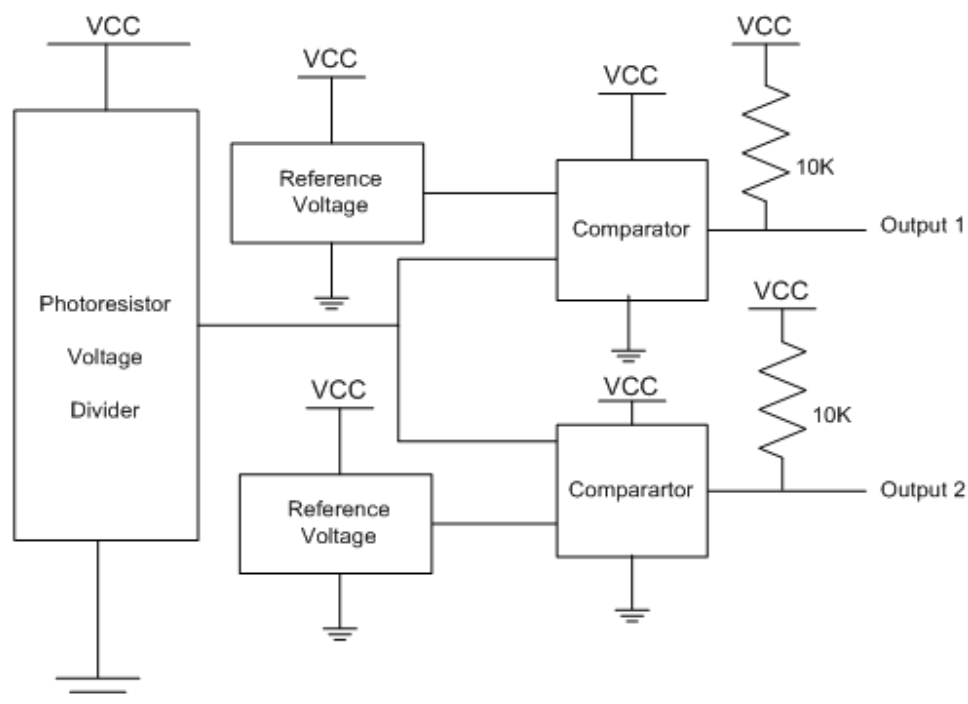 VCC
VCC
VCC
VCC
Reference
Voltage
10K
Comparator
Output 1
Photoresistor
Voltage
Divider
VCC
VCC
VCC
10K
Reference
Voltage
Comparartor
Output 2